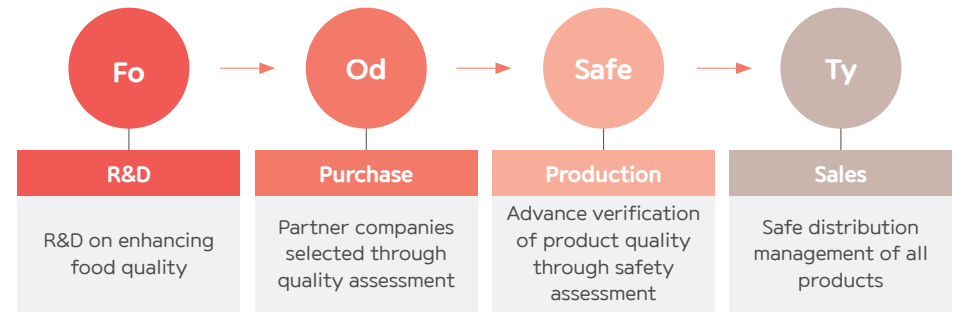 Fo
Od
Safe
Ty
R&D
Purchase
Production
Sales
R&D on enhancing
food quality
Partner companies
selected through
quality assessment
Advance verification
of product quality
through safety
assessment
Safe distribution
management of all
products